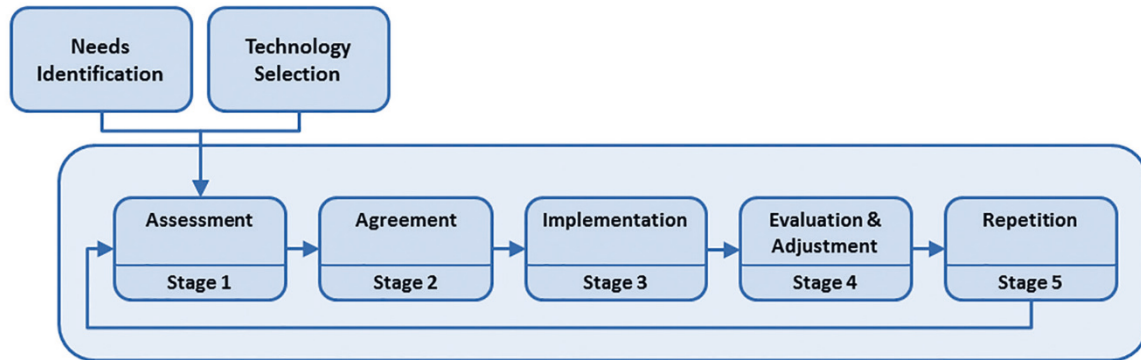 Needs
Identification
Technology
Selection
Assessment
Agreement
Implementation
Evaluation &
Adjustment
Repetition
Stage 1
Stage 2
Stage 3
Stage 4
Stage 5